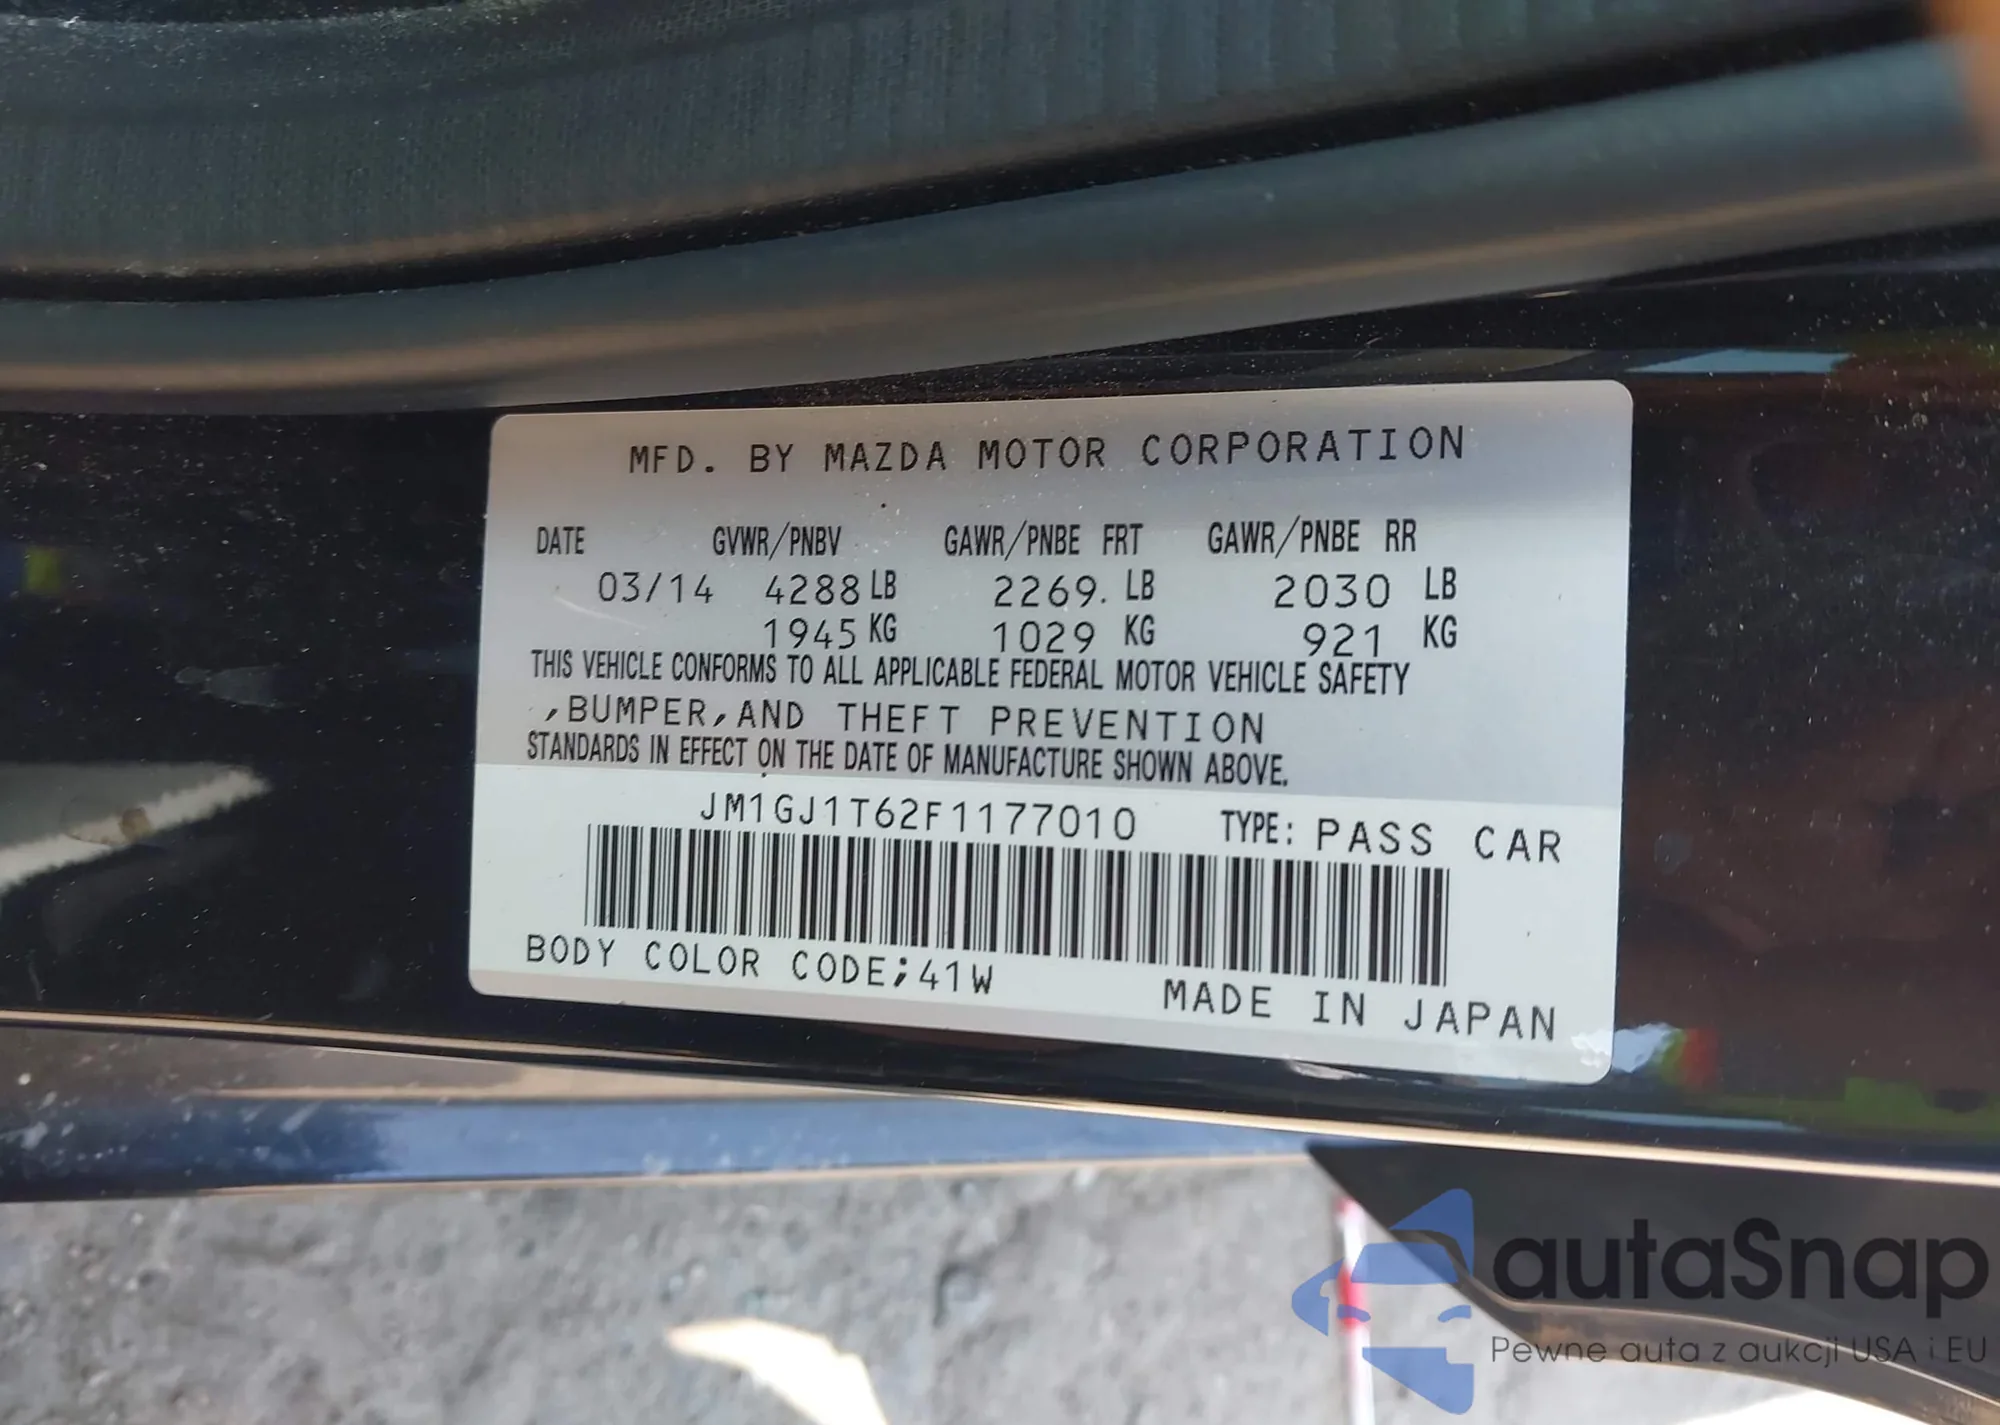 MFD. BY MAZDA MOTOR CORPORATION
DATE GVWR/PNBV GAWR/PNBE FRT GAWR/PNBE RR
03/14 4288 LB 2269. LB 2030 LB
1945 KG 1029 KG 921 KG
THIS VEHICLE CONFORMS TO ALL APPLICABLE FEDERAL MOTOR VEHICLE SAFETY
,BUMPER,AND THEFT PREVENTION
STANDARDS IN EFFECT ON THE DATE OF MANUFACTURE SHOWN ABOVE.
JM1GJ1T62F1177010 TYPE: PASS CAR
BODY COLOR CODE;41W MADE IN JAPAN
autaSnap
Pewne auta z aukcji USA i EU